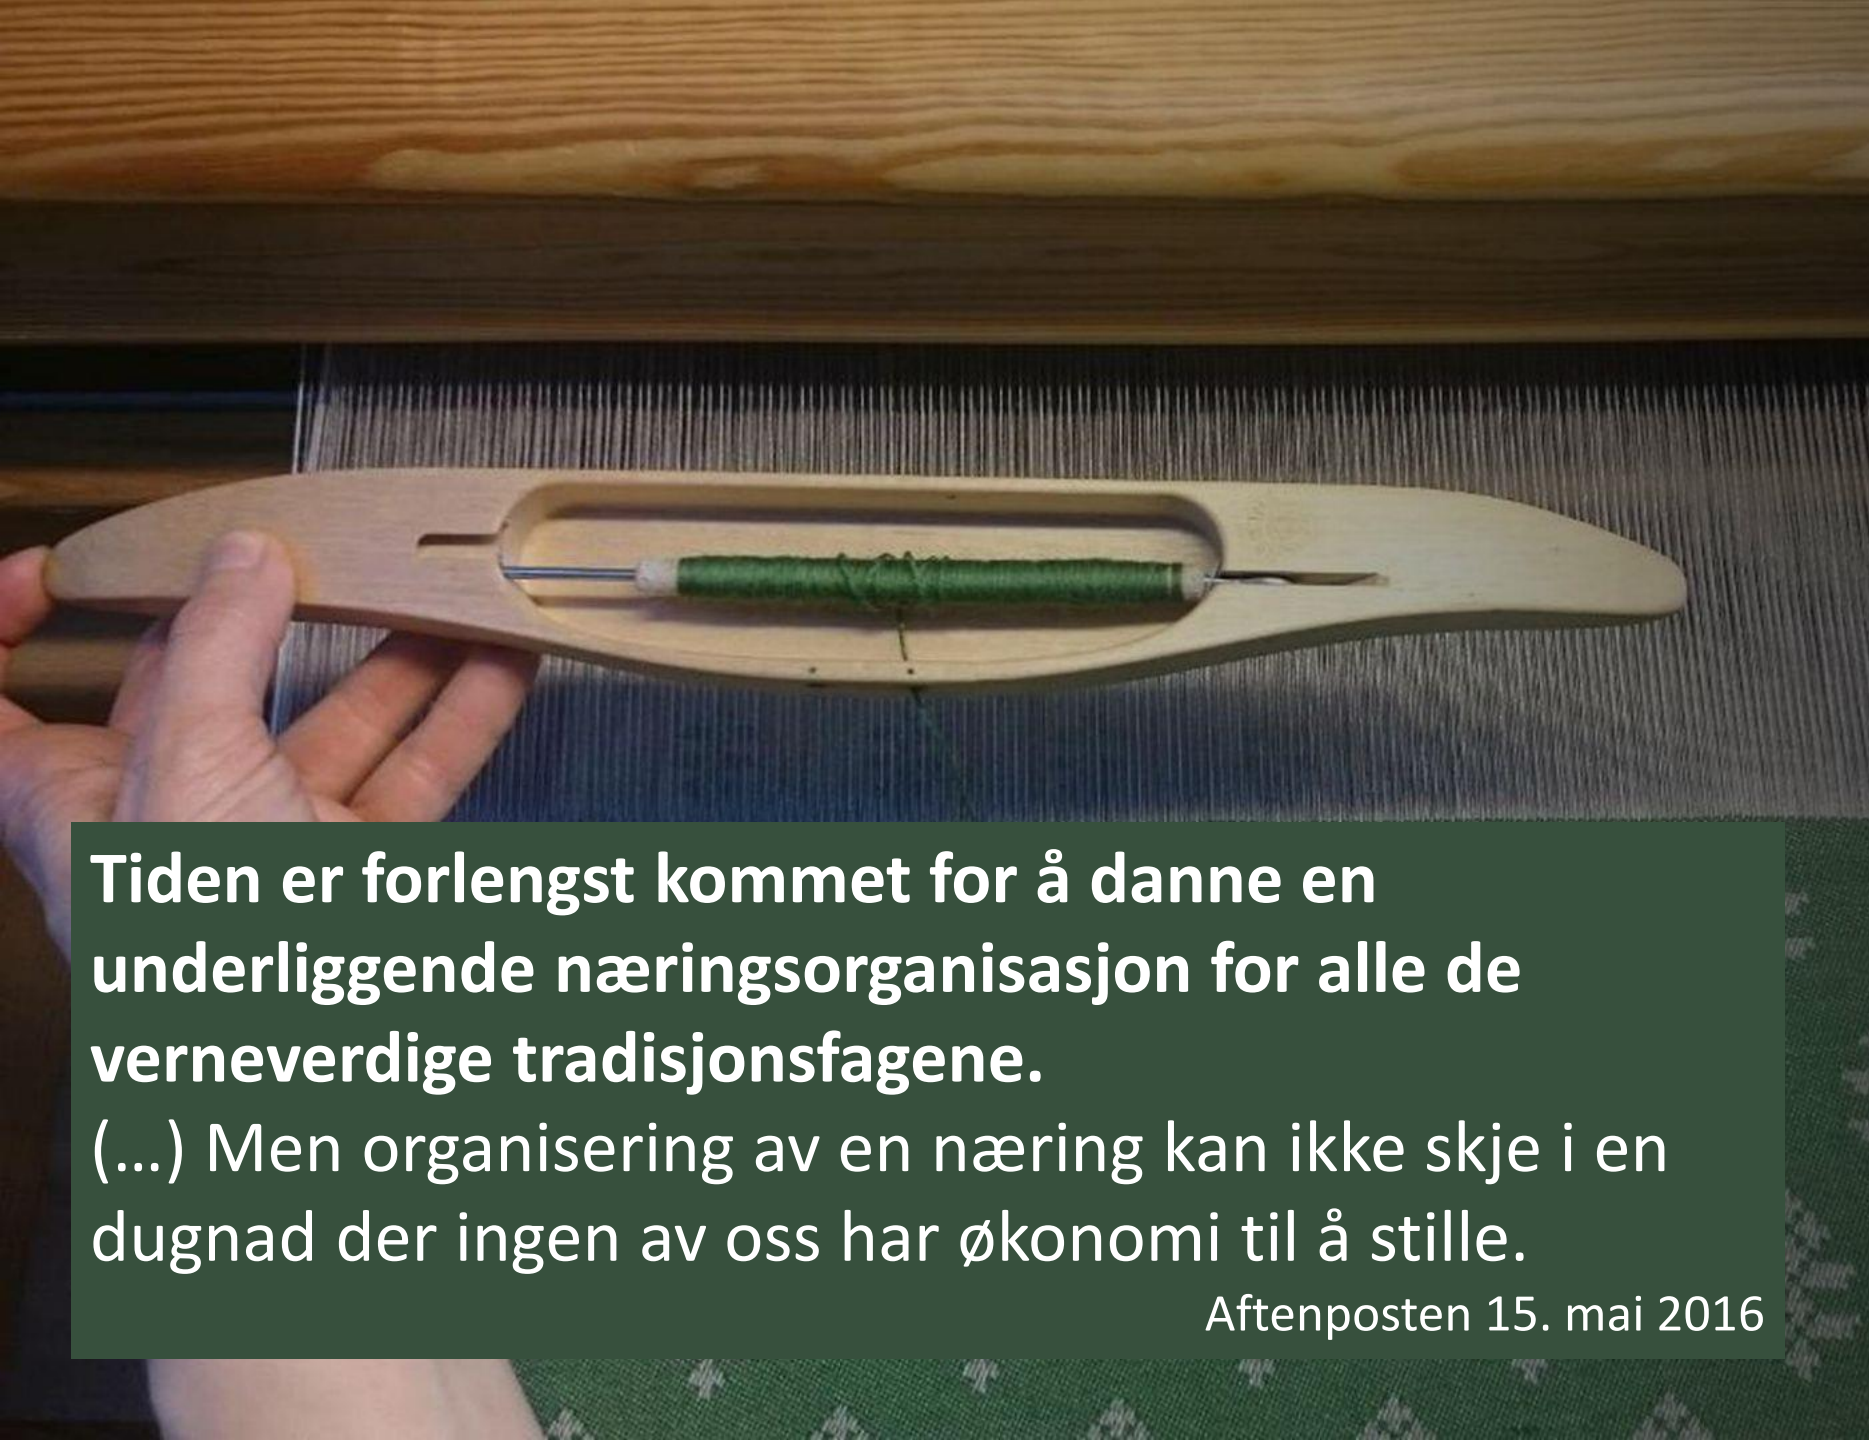 Tiden er forlengst kommet for å danne en
underliggende næringsorganisasjon for alle de
verneverdige tradisjonsfagene.
(…) Men organisering av en næring kan ikke skje i en
dugnad der ingen av oss har økonomi til å stille.
Aftenposten 15. mai 2016